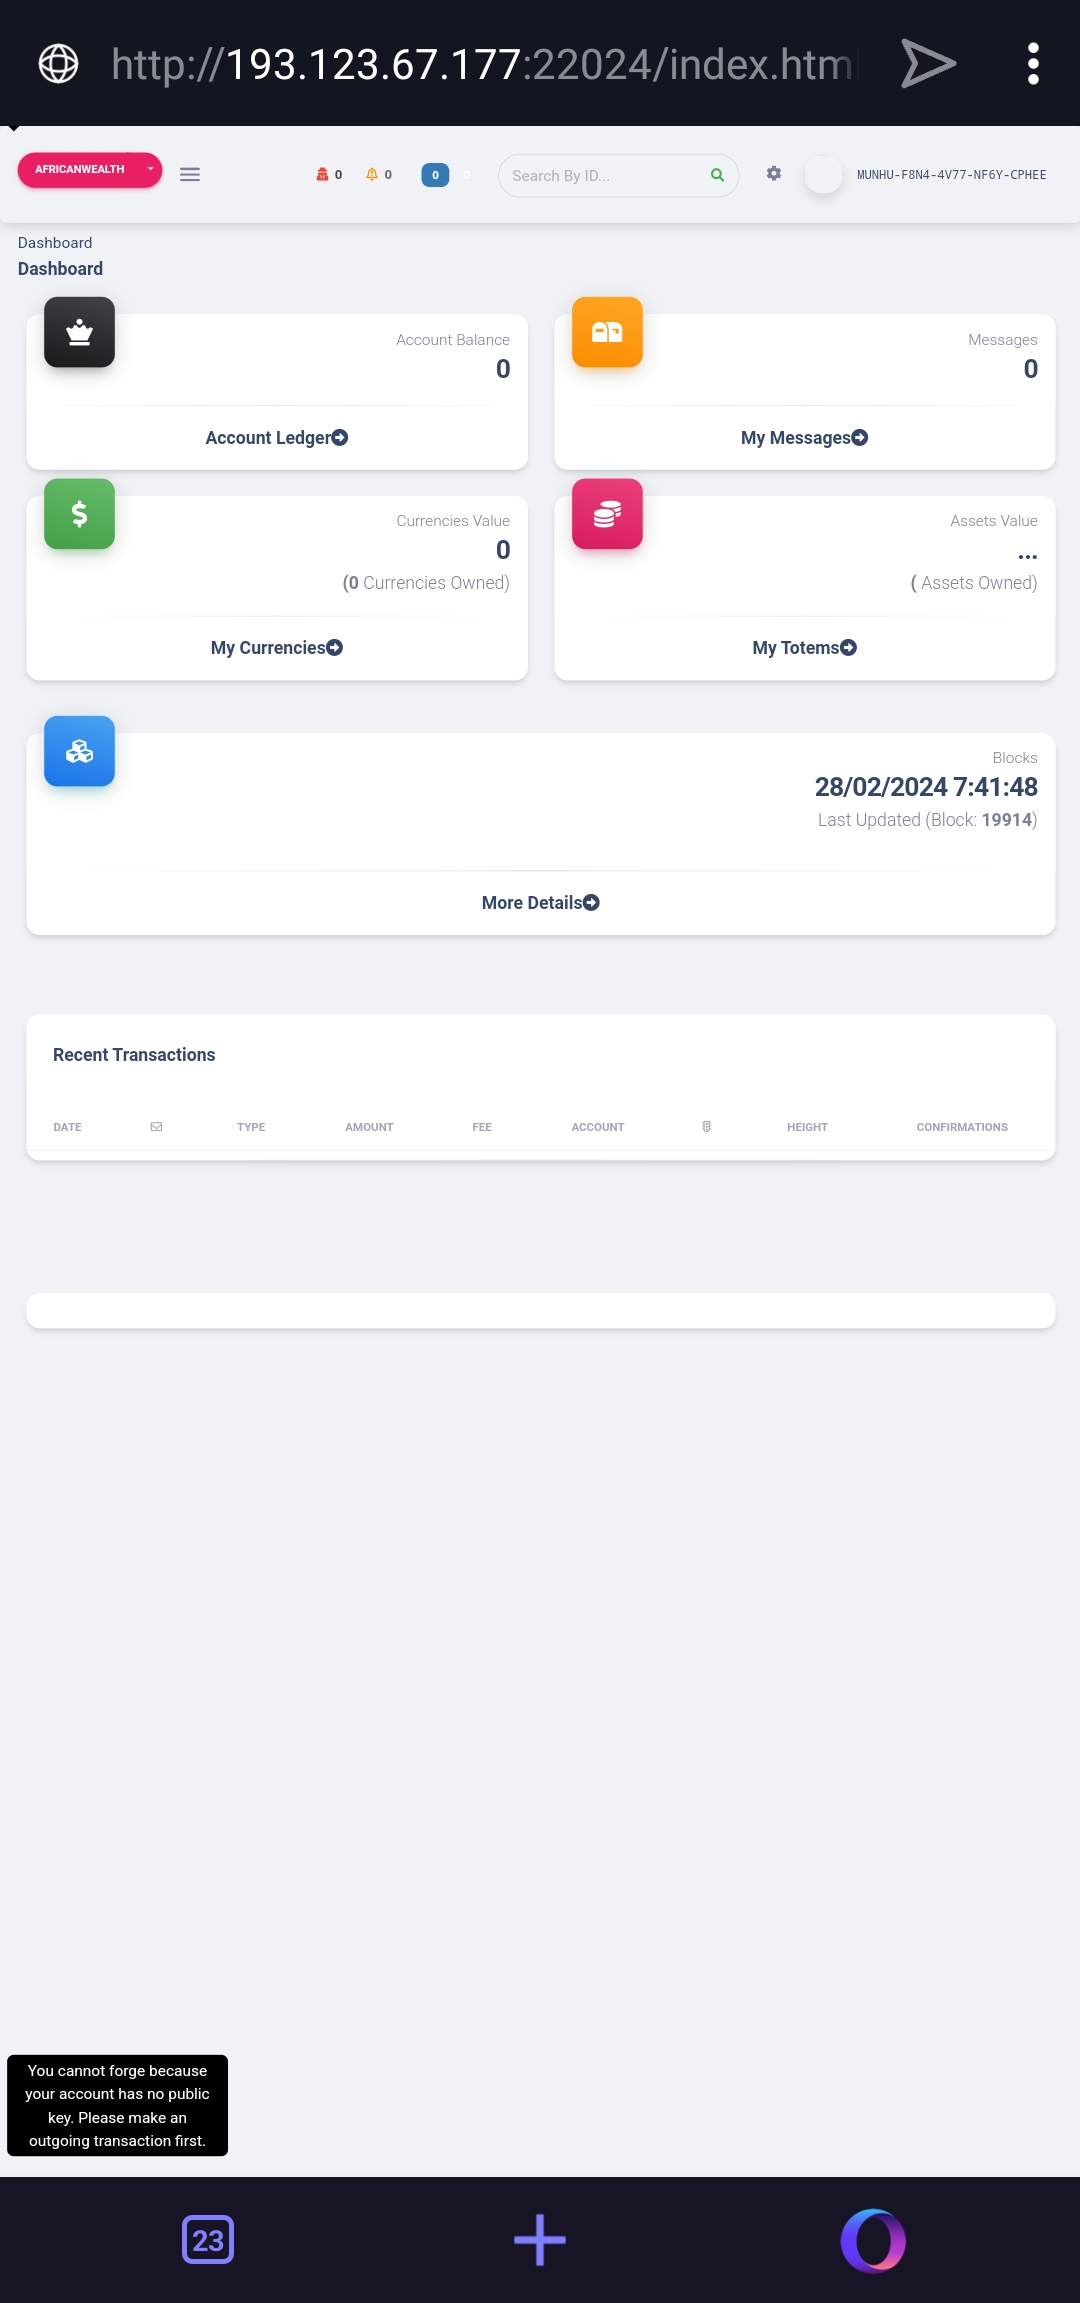 http://193.123.67.177:22024/index.htm
AFRICANWEALTH
0 0 0 0 Search By ID... MUNHU-F8N4-4V77-NF6Y-CPHEE
Dashboard
Dashboard
Account Balance
0
Account Ledger
Messages
0
My Messages
Currencies Value
0
(0 Currencies Owned)
My Currencies
Assets Value
...
( Assets Owned)
My Totems
Blocks
28/02/2024 7:41:48
Last Updated (Block: 19914)
More Details
Recent Transactions
DATE TYPE AMOUNT FEE ACCOUNT HEIGHT CONFIRMATIONS
You cannot forge because
your account has no public
key. Please make an
outgoing transaction first.
23